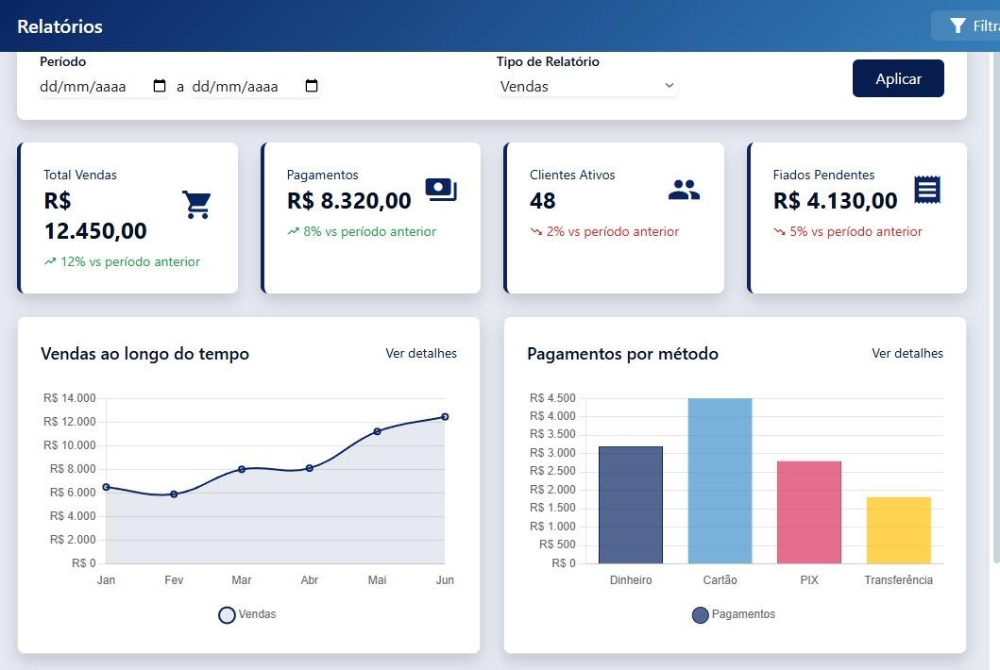 Relatórios
Período
dd/mm/aaaa a dd/mm/aaaa
Tipo de Relatório
Vendas
Aplicar
Total Vendas
R$
12.450,00
12% vs período anterior
Pagamentos
R$ 8.320,00
8% vs período anterior
Clientes Ativos
48
2% vs período anterior
Fiados Pendentes
R$ 4.130,00
5% vs período anterior
Vendas ao longo do tempo
Ver detalhes
R$ 14.000
R$ 12.000
R$ 10.000
R$ 8.000
R$ 6.000
R$ 4.000
R$ 2.000
R$ 0
Jan Fev Mar Abr Mai Jun
Vendas
Pagamentos por método
Ver detalhes
R$ 4.500
R$ 4.000
R$ 3.500
R$ 3.000
R$ 2.500
R$ 2.000
R$ 1.500
R$ 1.000
R$ 500
R$ 0
Dinheiro Cartão PIX Transferência
Pagamentos